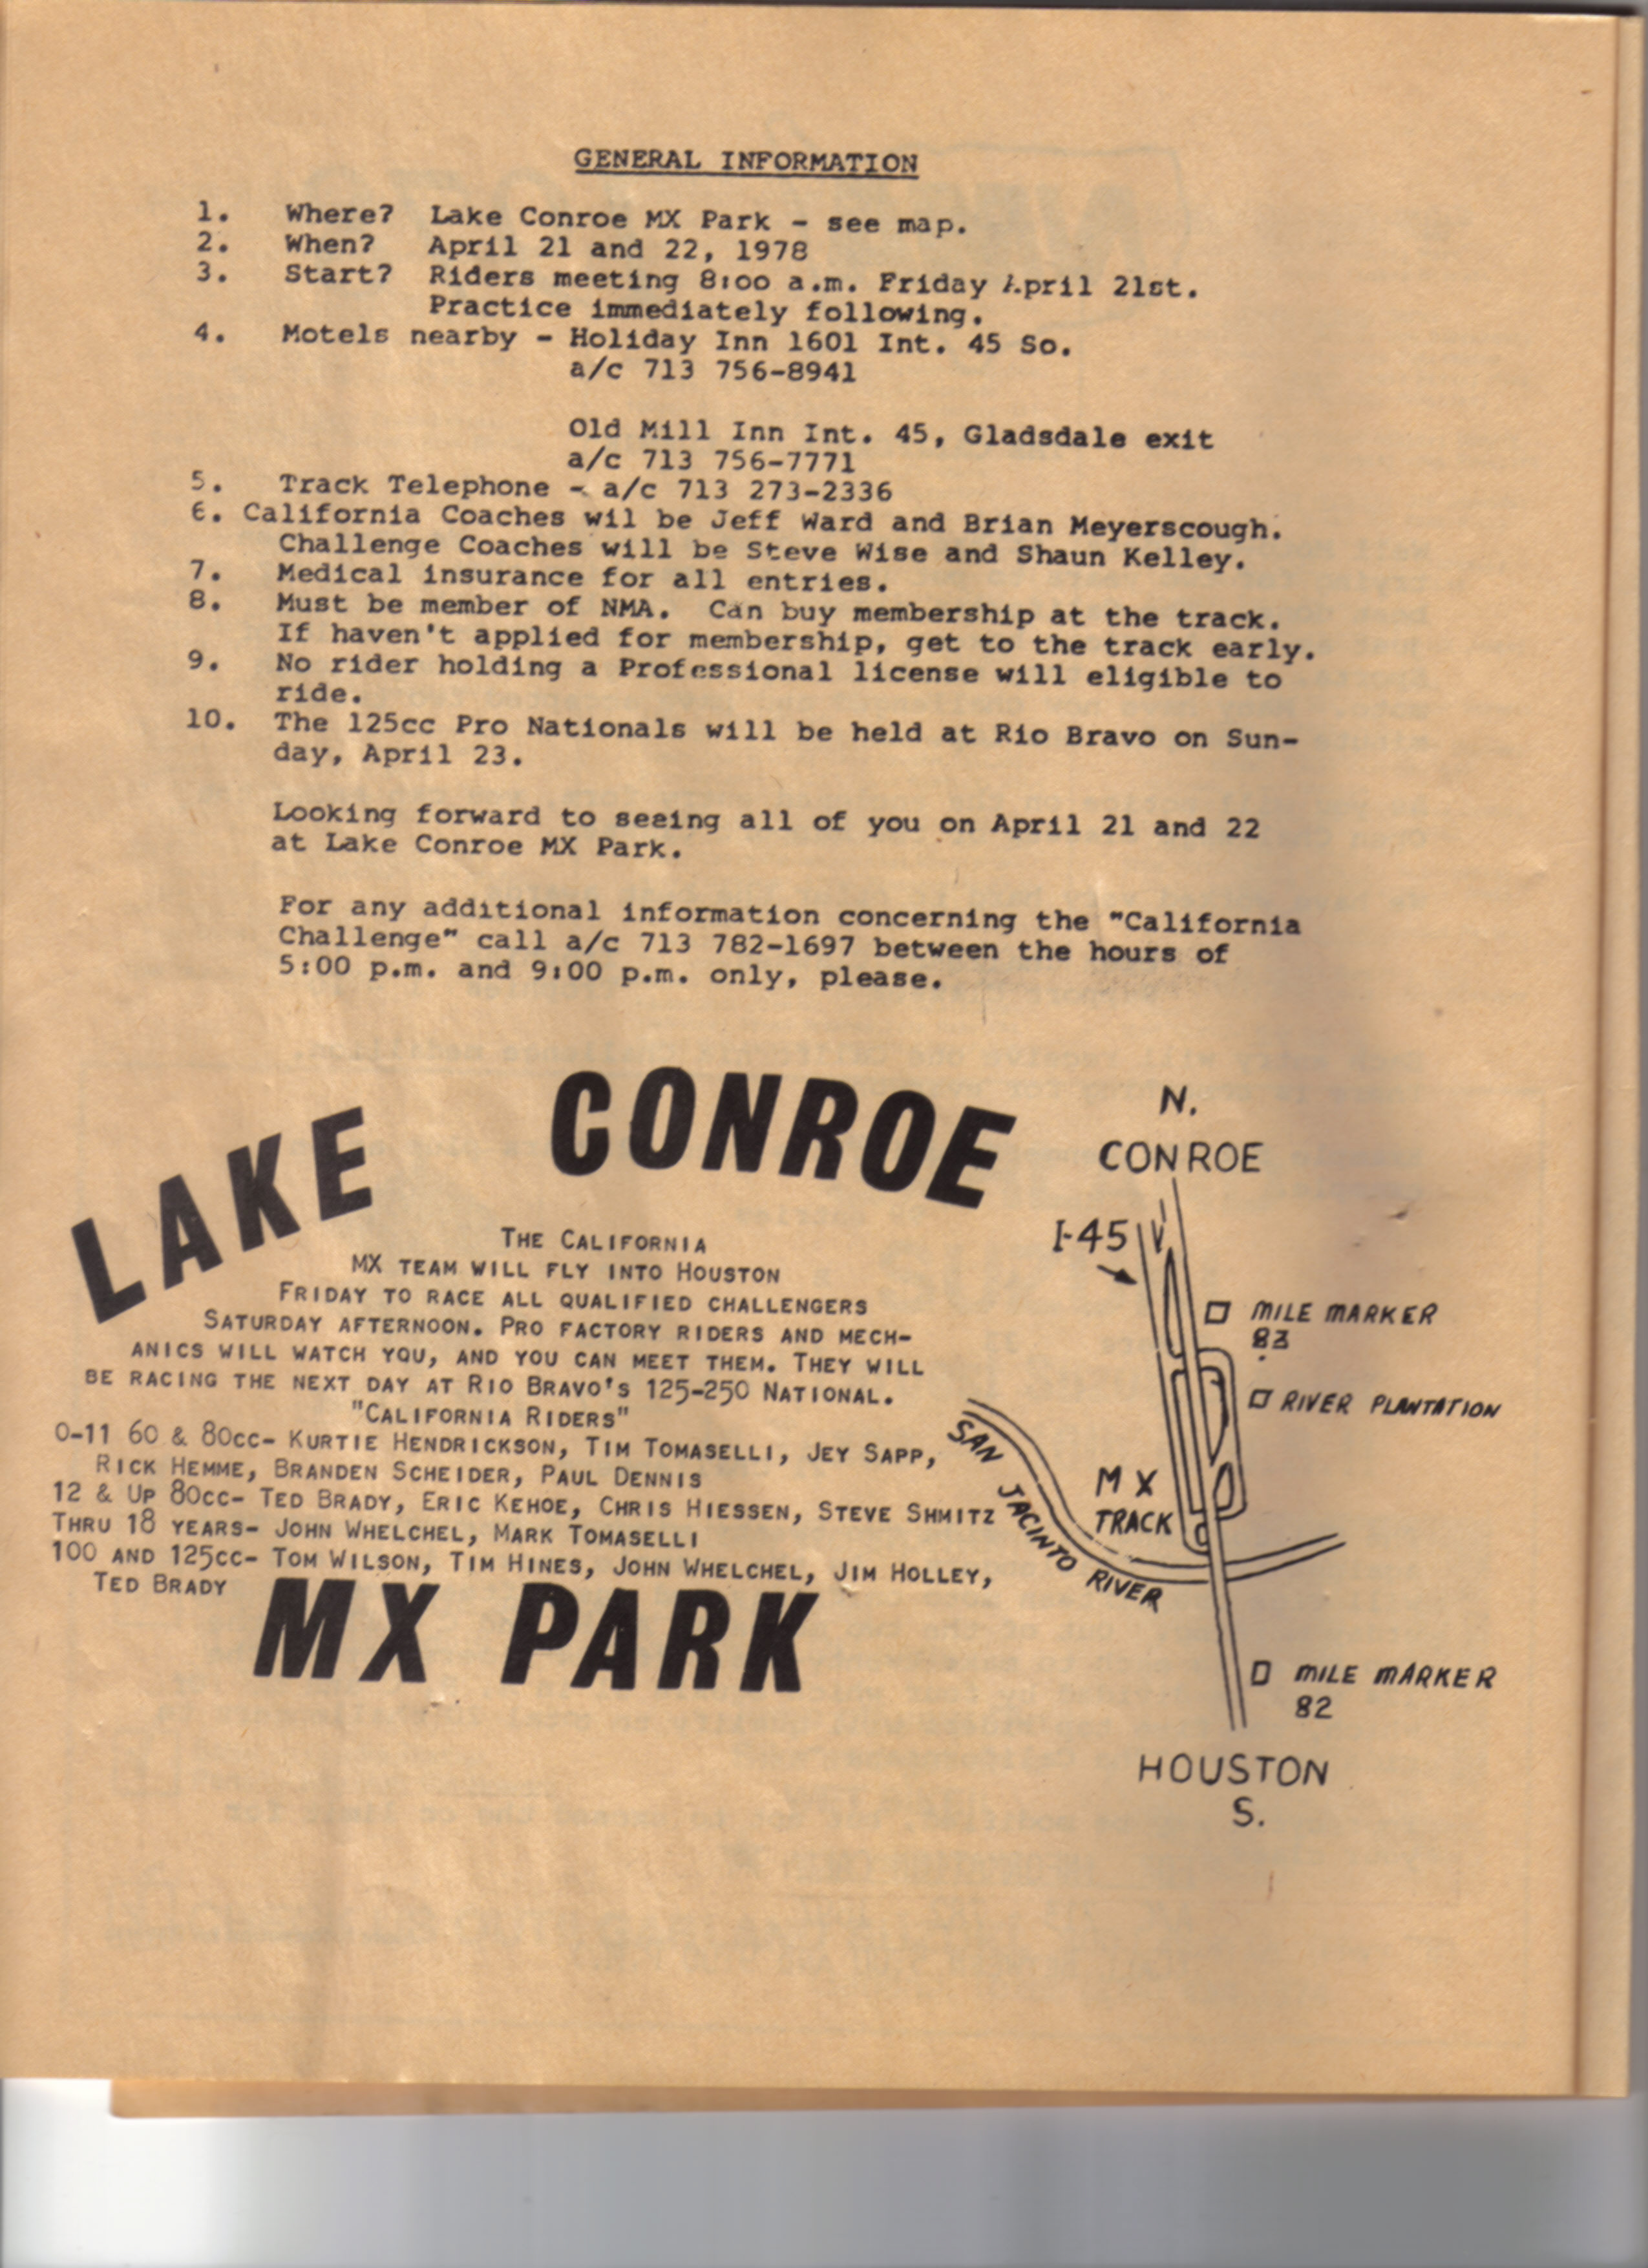 GENERAL INFORMATION
1. Where? Lake Conroe MX Park - see map.
2. When? April 21 and 22, 1978
3. Start? Riders meeting 8:oo a.m. Friday April 21st.
Practice immediately following.
4. Motels nearby - Holiday Inn 1601 Int. 45 So.
a/c 713 756-8941
Old Mill Inn Int. 45, Gladsdale exit
a/c 713 756-7771
5. Track Telephone - a/c 713 273-2336
6. California Coaches wil be Jeff Ward and Brian Meyerscough.
Challenge Coaches will be Steve Wise and Shaun Kelley.
7. Medical insurance for all entries.
8. Must be member of NMA. Can buy membership at the track.
If haven't applied for membership, get to the track early.
9. No rider holding a Professional license will eligible to
ride.
10. The 125cc Pro Nationals will be held at Rio Bravo on Sun-
day, April 23.
Looking forward to seeing all of you on April 21 and 22
at Lake Conroe MX Park.
For any additional information concerning the "California
Challenge" call a/c 713 782-1697 between the hours of
5:00 p.m. and 9:00 p.m. only, please.
LAKE CONROE
THE CALIFORNIA
MX TEAM WILL FLY INTO HOUSTON
FRIDAY TO RACE ALL QUALIFIED CHALLENGERS
SATURDAY AFTERNOON. PRO FACTORY RIDERS AND MECH-
ANICS WILL WATCH YOU, AND YOU CAN MEET THEM. THEY WILL
BE RACING THE NEXT DAY AT RIO BRAVO'S 125-250 NATIONAL.
"CALIFORNIA RIDERS"
0-11 60 & 80CC- KURTIE HENDRICKSON, TIM TOMASELLI, JEY SAPP,
RICK HEMME, BRANDEN SCHEIDER, PAUL DENNIS
12 & UP 80CC- TED BRADY, ERIC KEHOE, CHRIS HIESSEN, STEVE SHMITZ
THRU 18 YEARS- JOHN WHELCHEL, MARK TOMASELLI
100 AND 125CC- TOM WILSON, TIM HINES, JOHN WHELCHEL, JIM HOLLEY,
TED BRADY
MX PARK
N.
CONROE
I-45
MILE MARKER
83
RIVER PLANTATION
MX
TRACK
SAN JACINTO RIVER
MILE MARKER
82
HOUSTON
S.